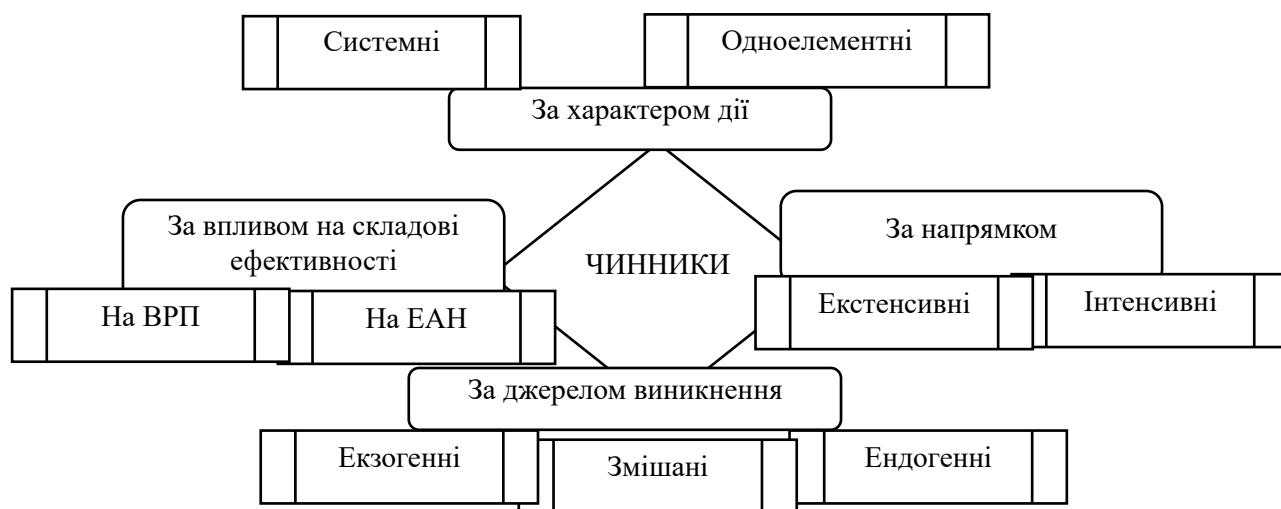 Системні
Одноелементні
За характером дії
За впливом на складові
ефективності
На ВРП
На ЕАН
ЧИННИКИ
За напрямком
Екстенсивні
Інтенсивні
За джерелом виникнення
Екзогенні
Змішані
Ендогенні